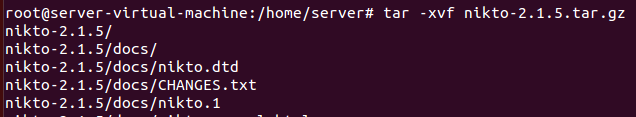 root@server-virtual-machine:/home/server# tar -xvf nikto-2.1.5.tar.gz
nikto-2.1.5/
nikto-2.1.5/docs/
nikto-2.1.5/docs/nikto.dtd
nikto-2.1.5/docs/CHANGES.txt
nikto-2.1.5/docs/nikto.1